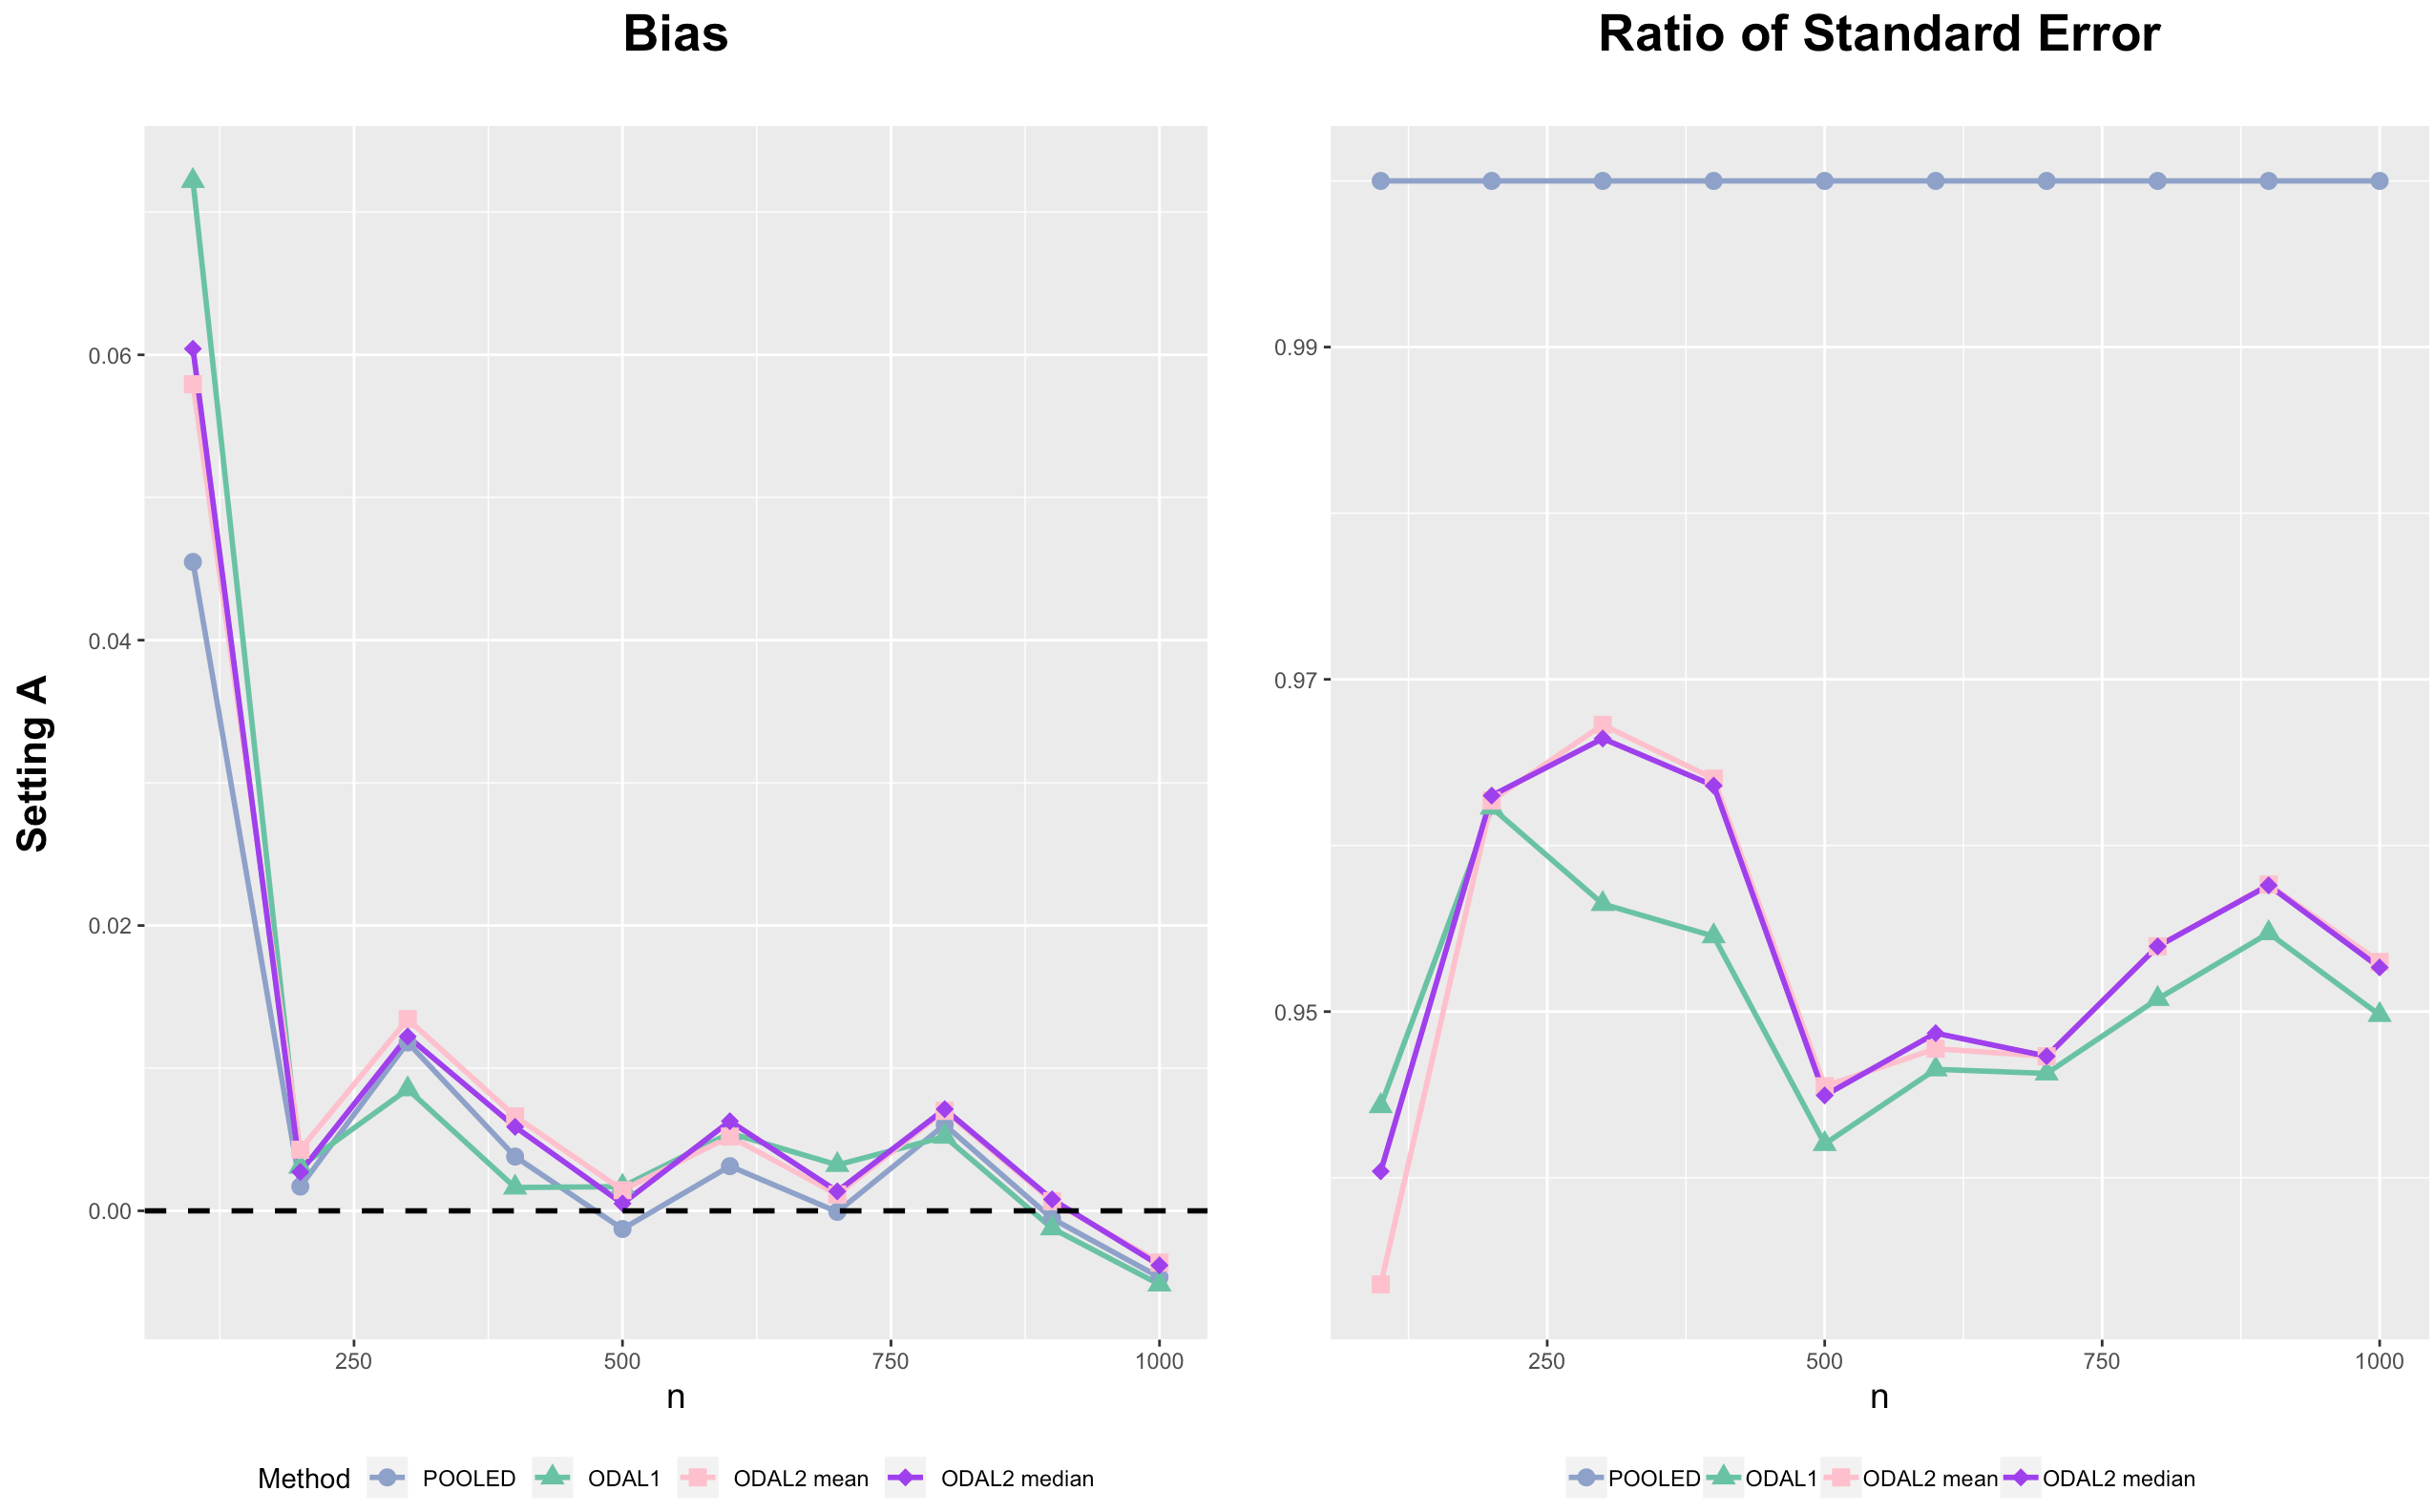 Bias
Ratio of Standard Error
Setting A
0.06
0.04
0.02
0.00
250 500 750 1000
n
0.99
0.97
0.95
250 500 750 1000
n
Method POOLED ODAL1 ODAL2 mean ODAL2 median
POOLED ODAL1 ODAL2 mean ODAL2 median